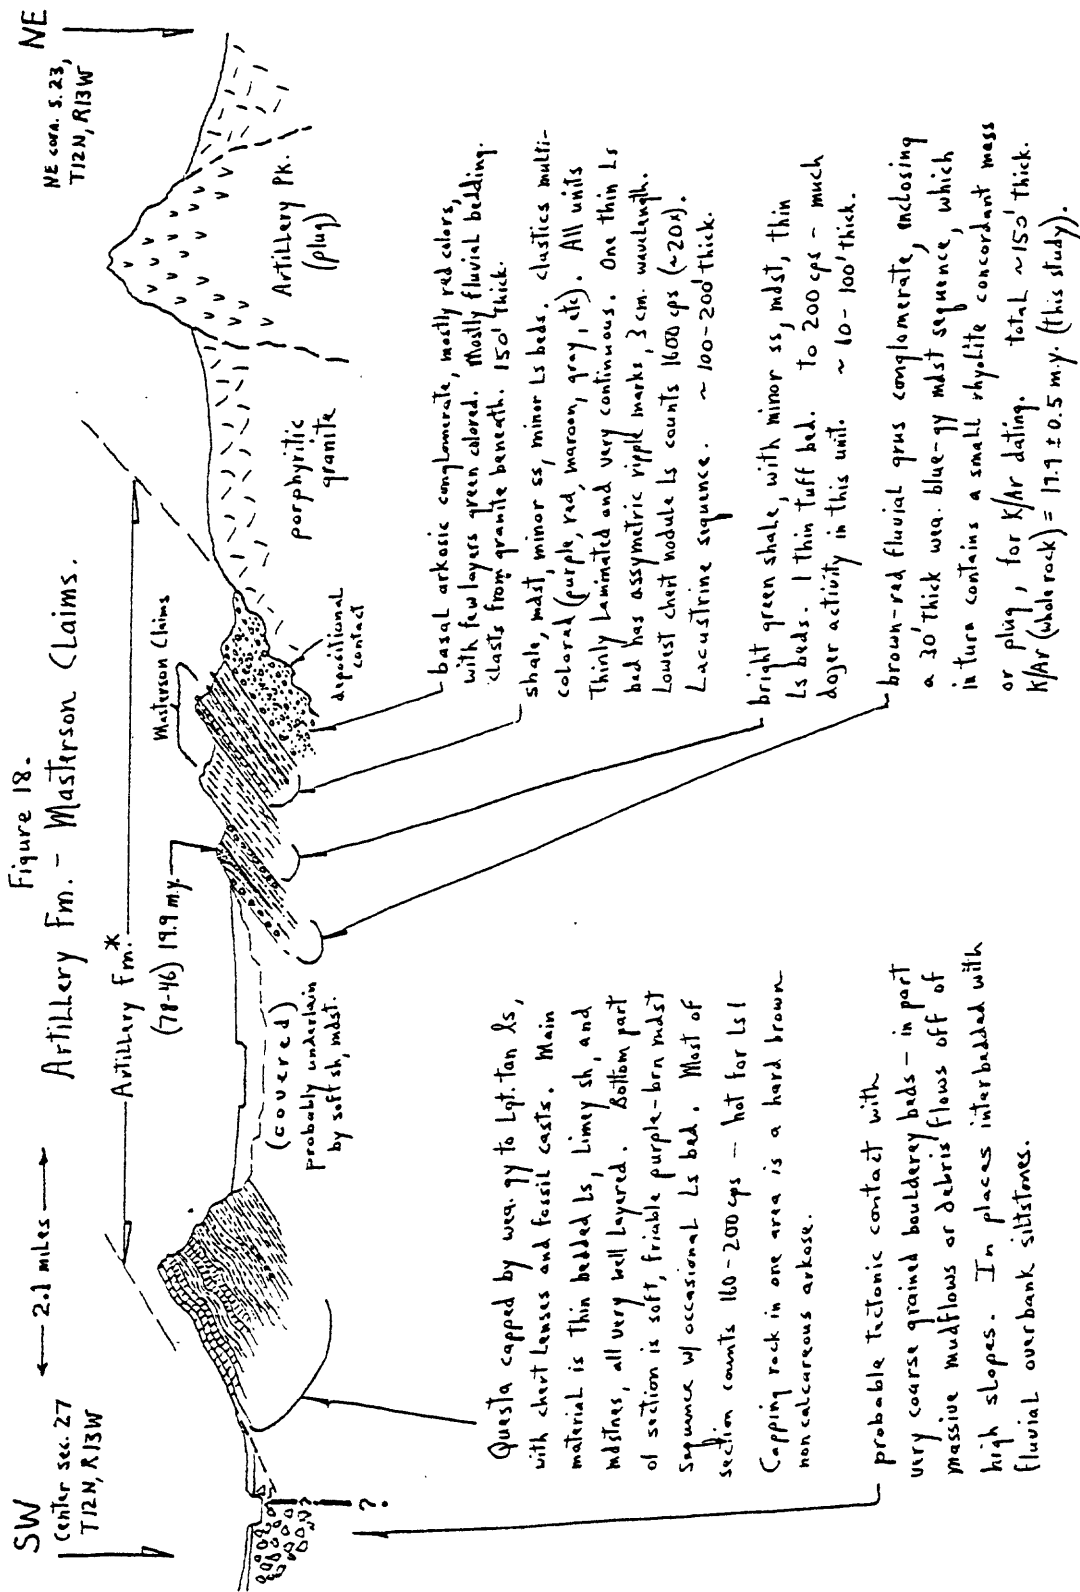 Figure 18.
Artillery Fm. - Masterson Claims.
SW
Center sec. 27
T12N, R13W
← 2.1 miles →
NE
NE corn. S.23,
T12N, R13W
Artillery Fm.*
(78-46) 19.9 m.y.
Masterson Claims
Artillery Pk.
(plug)
porphyritic
granite
depositional
contact
(covered)
probably underlain
by soft sh, mdst.
?
basal arkosic conglomerate, mostly red colors,
with few layers green colored. Mostly fluvial bedding.
clasts from granite beneath. 150' thick.
shale, mdst, minor ss, minor Ls beds. clastics multi-
colored (purple, red, maroon, gray, etc). All units
Thinly Laminated and very continuous. One thin Ls
bed has assymetric ripple marks, 3 cm. wavelength.
Lowest chert nodule Ls counts 1600 cps (~20x).
Lacustrine sequence. ~ 100-200' thick.
bright green shale, with minor ss, mdst, thin
Ls beds. 1 thin tuff bed. to 200 cps - much
dozer activity in this unit. ~ 60-100' thick.
brown-red fluvial grus conglomerate, enclosing
a 30' thick wea. blue-gy mdst sequence, which
in turn contains a small rhyolite concordant mass
or plug, for K/Ar dating. total ~150' thick.
K/Ar (whole rock) = 19.9 ± 0.5 m.y. (this study).
Questa capped by wea. gy to Lgt. tan Ls,
with chert Lenses and fossil casts. Main
material is thin bedded Ls, Limey sh, and
mdstnes, all very well Layered. Bottom part
of section is soft, friable purple-brn mdst
sequence w/ occasional Ls bed. Most of
section counts 160-200 cps - hot for Ls!
Capping rock in one area is a hard brown
noncalcareous arkose.
probable tectonic contact with
very coarse grained boulderey beds - in part
massive mudflows or debris flows off of
high slopes. In places interbedded with
fluvial overbank siltstones.